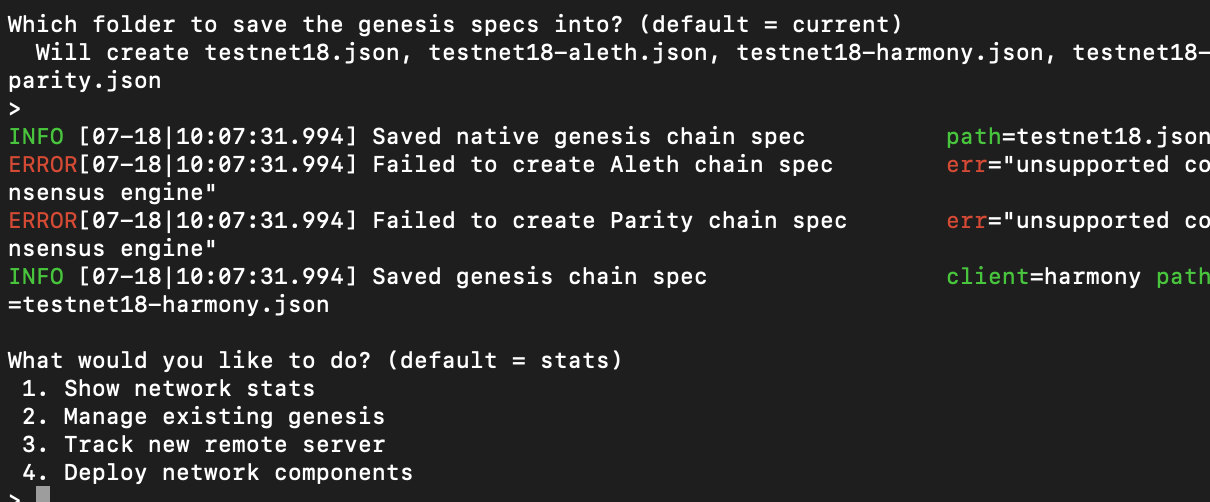 Which folder to save the genesis specs into? (default = current)
  Will create testnet18.json, testnet18-aleth.json, testnet18-harmony.json, testnet18-
parity.json
>
INFO [07-18|10:07:31.994] Saved native genesis chain spec          path=testnet18.json
ERROR[07-18|10:07:31.994] Failed to create Aleth chain spec        err="unsupported co
nsensus engine"
ERROR[07-18|10:07:31.994] Failed to create Parity chain spec       err="unsupported co
nsensus engine"
INFO [07-18|10:07:31.994] Saved genesis chain spec                 client=harmony path
=testnet18-harmony.json

What would you like to do? (default = stats)
 1. Show network stats
 2. Manage existing genesis
 3. Track new remote server
 4. Deploy network components
>